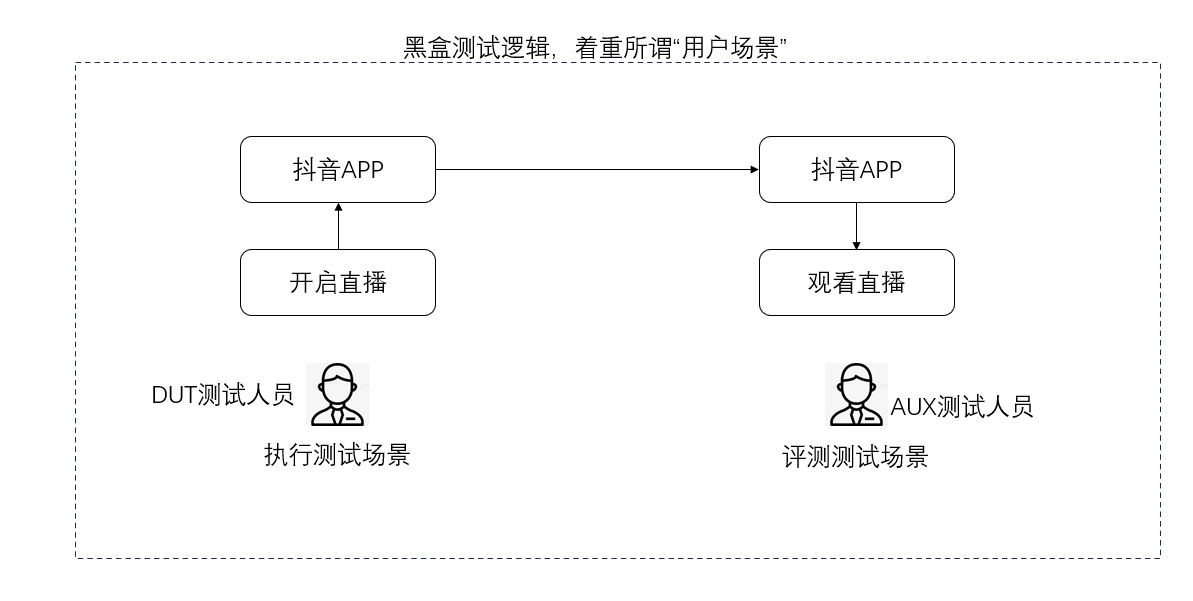 黑盒测试逻辑，着重所谓“用户场景”
抖音APP
抖音APP
开启直播
观看直播
DUT测试人员
AUX测试人员
执行测试场景
评测测试场景